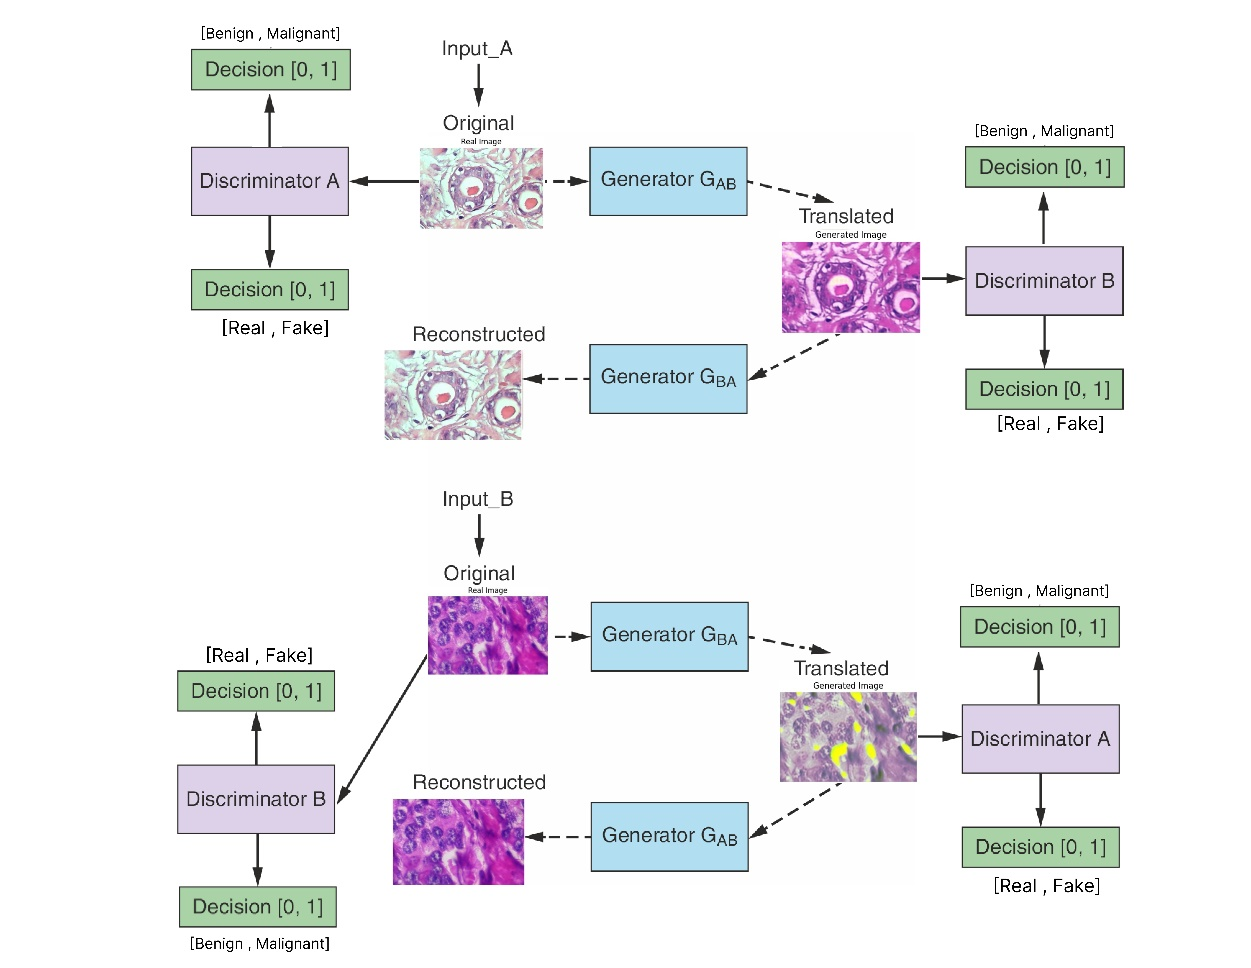 [Benign , Malignant]
Decision [0, 1]
Input_A
Original
Real Image
Discriminator A
Generator GAB
Decision [0, 1]
[Real , Fake]
[Benign , Malignant]
Decision [0, 1]
Translated
Generated Image
Discriminator B
Reconstructed
Generator GBA
Decision [0, 1]
[Real , Fake]
Input_B
Original
Real Image
Generator GBA
[Real , Fake]
Decision [0, 1]
Discriminator B
Decision [0, 1]
[Benign , Malignant]
[Benign , Malignant]
Decision [0, 1]
Translated
Generated Image
Discriminator A
Reconstructed
Generator GAB
Decision [0, 1]
[Real , Fake]